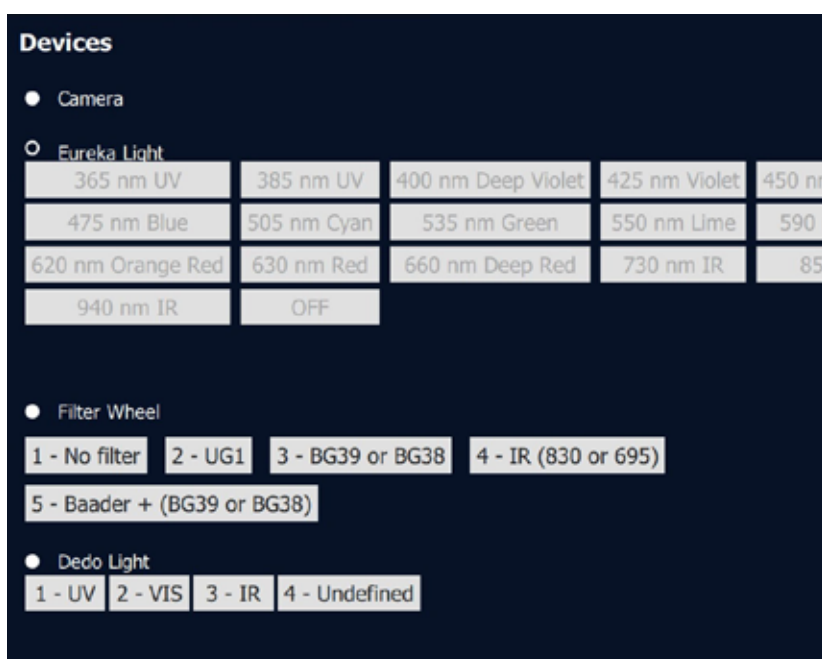 Devices
Camera
Eureka Light
365 nm UV 385 nm UV 400 nm Deep Violet 425 nm Violet 450
475 nm Blue 505 nm Cyan 535 nm Green 550 nm Lime 590
620 nm Orange Red 630 nm Red 660 nm Deep Red 730 nm IR 85
940 nm IR OFF
Filter Wheel
1 - No filter 2 - UG1 3 - BG39 or BG38 4 - IR (830 or 695)
5 - Baader + (BG39 or BG38)
Dedo Light
1 - UV 2 - VIS 3 - IR 4 - Undefined